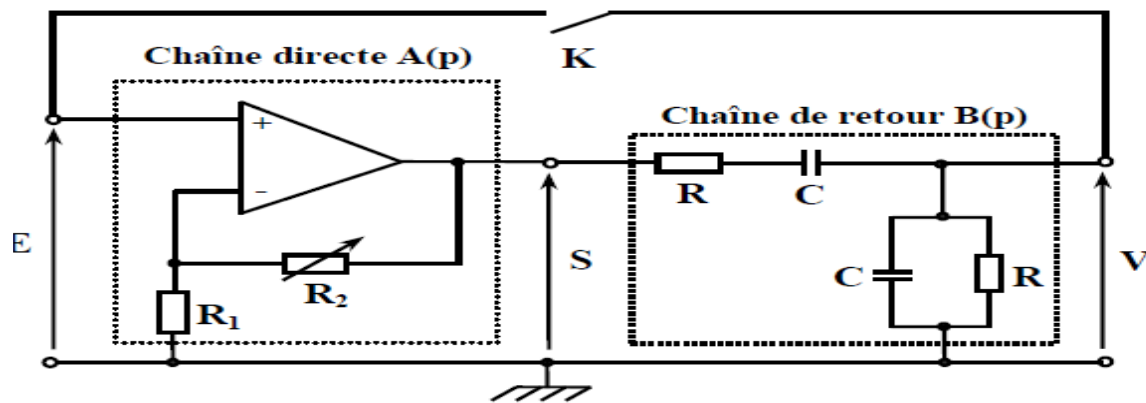 Chaîne directe A(p)
K
Chaîne de retour B(p)
+
-
R
C
E
R₂
S
C
R
V
R₁